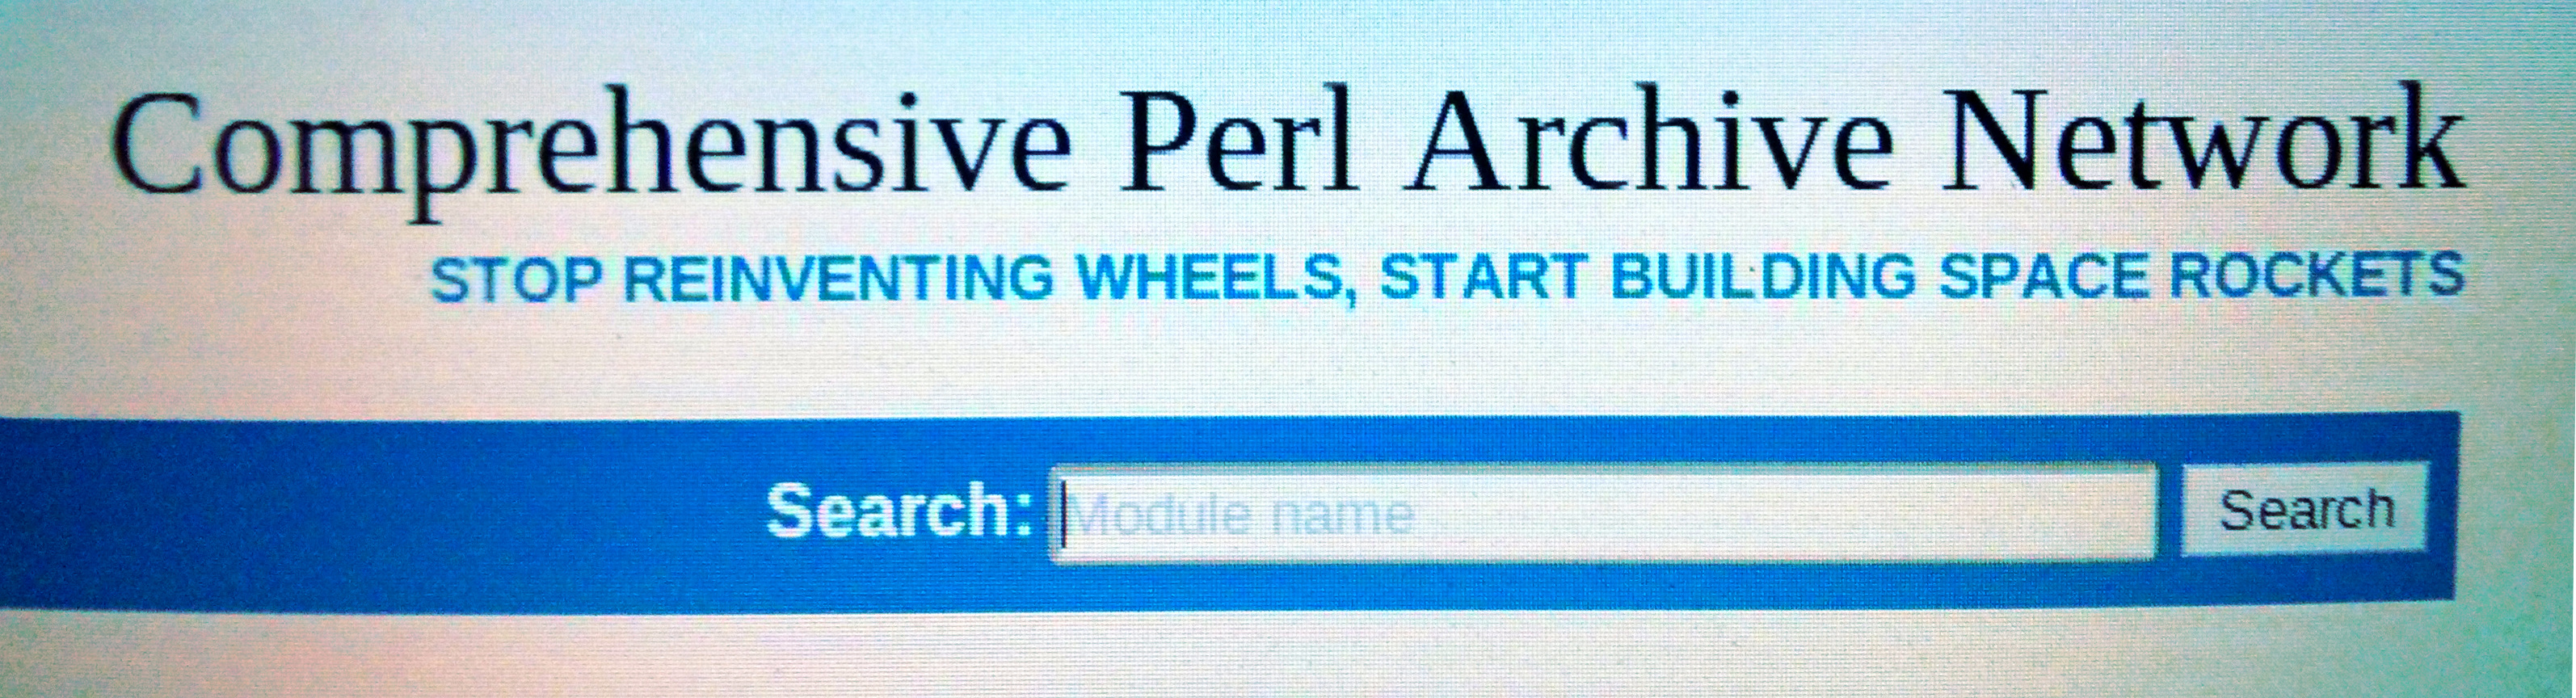 Comprehensive Perl Archive Network
STOP REINVENTING WHEELS, START BUILDING SPACE ROCKETS
Search: Module name Search